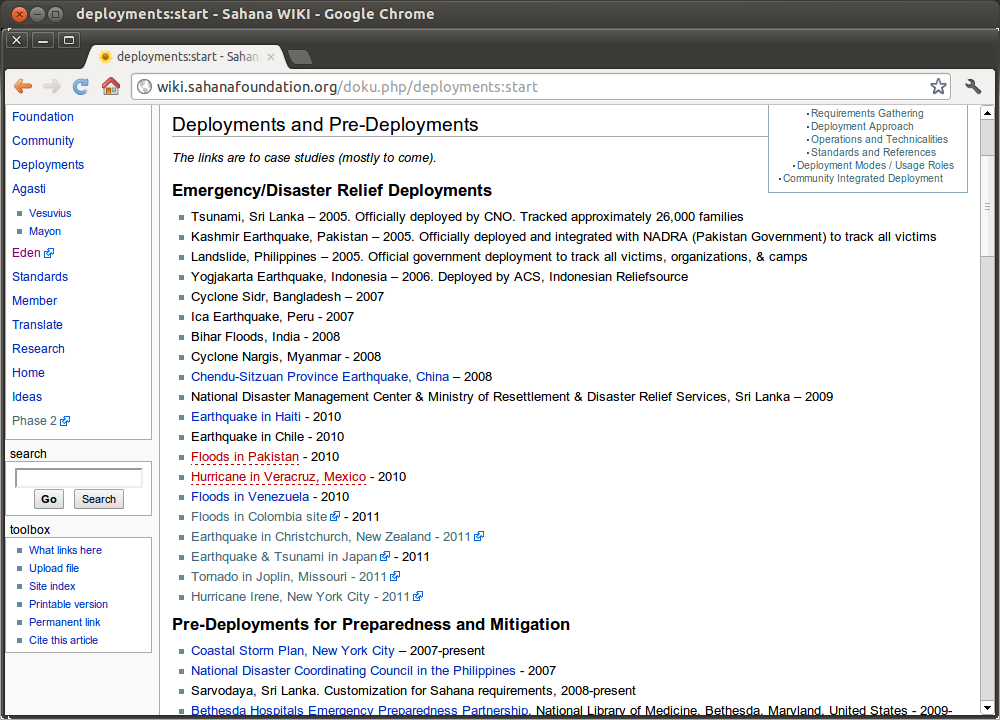 deployments:start - Sahana WIKI - Google Chrome
deployments:start - Sahan
wiki.sahanafoundation.org/doku.php/deployments:start
Foundation
Community
Deployments
Agasti
Vesuvius
Mayon
Eden
Standards
Member
Translate
Research
Home
Ideas
Phase 2
search
Go
Search
toolbox
What links here
Upload file
Site index
Printable version
Permanent link
Cite this article
Requirements Gathering
Deployment Approach
Operations and Technicalities
Standards and References
Deployment Modes / Usage Roles
Community Integrated Deployment
Deployments and Pre-Deployments
The links are to case studies (mostly to come).
Emergency/Disaster Relief Deployments
Tsunami, Sri Lanka – 2005. Officially deployed by CNO. Tracked approximately 26,000 families
Kashmir Earthquake, Pakistan – 2005. Officially deployed and integrated with NADRA (Pakistan Government) to track all victims
Landslide, Philippines – 2005. Official government deployment to track all victims, organizations, & camps
Yogjakarta Earthquake, Indonesia – 2006. Deployed by ACS, Indonesian Reliefsource
Cyclone Sidr, Bangladesh – 2007
Ica Earthquake, Peru - 2007
Bihar Floods, India - 2008
Cyclone Nargis, Myanmar - 2008
Chendu-Sitzuan Province Earthquake, China – 2008
National Disaster Management Center & Ministry of Resettlement & Disaster Relief Services, Sri Lanka – 2009
Earthquake in Haiti - 2010
Earthquake in Chile - 2010
Floods in Pakistan - 2010
Hurricane in Veracruz, Mexico - 2010
Floods in Venezuela - 2010
Floods in Colombia site - 2011
Earthquake in Christchurch, New Zealand - 2011
Earthquake & Tsunami in Japan - 2011
Tornado in Joplin, Missouri - 2011
Hurricane Irene, New York City - 2011
Pre-Deployments for Preparedness and Mitigation
Coastal Storm Plan, New York City – 2007-present
National Disaster Coordinating Council in the Philippines - 2007
Sarvodaya, Sri Lanka. Customization for Sahana requirements, 2008-present
Bethesda Hospitals Emergency Preparedness Partnership, National Library of Medicine, Bethesda, Maryland, United States - 2009-